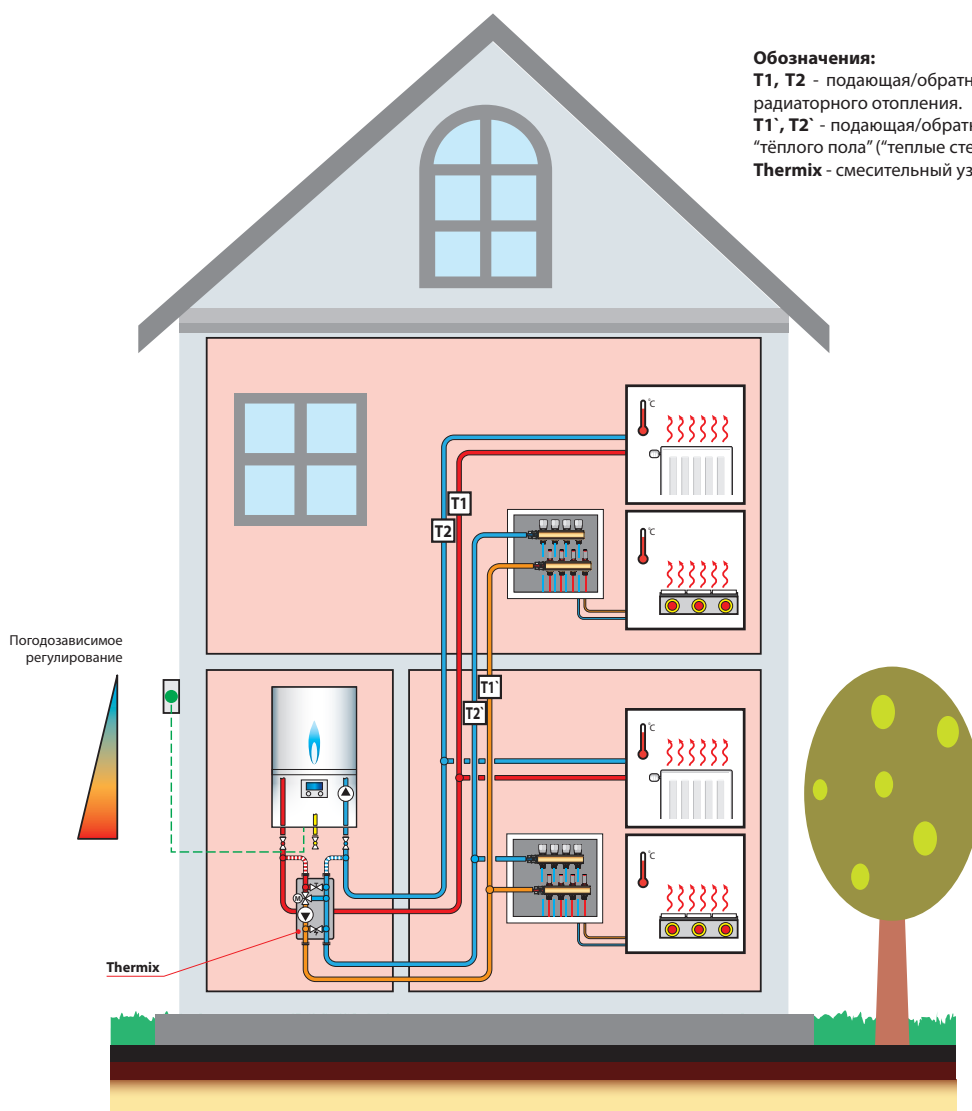 Обозначения:
T1, T2 - подающая/обратн
радиаторного отопления.
T1`, T2` - подающая/обратн
“тёплого пола” (“теплые сте
Thermix - смесительный уз
°C
T1
T2
°C
Погодозависимое
регулирование
T1`
T2`
°C
°C
M
Thermix